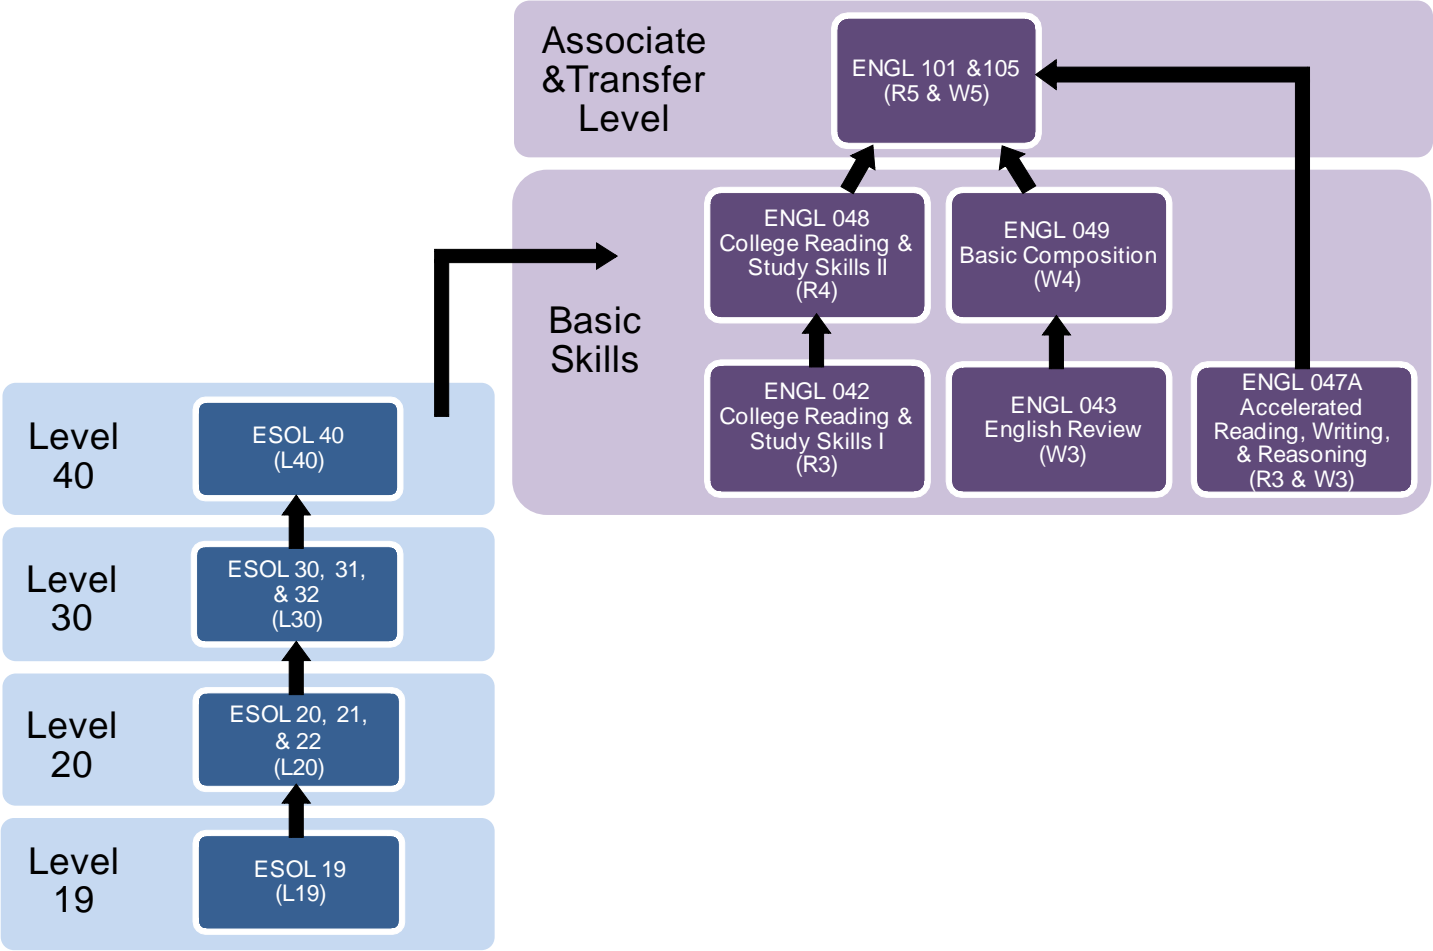 Associate
&Transfer
Level
ENGL 101 &105
(R5 & W5)
Basic
Skills
ENGL 048
College Reading &
Study Skills II
(R4)
ENGL 049
Basic Composition
(W4)
ENGL 042
College Reading &
Study Skills I
(R3)
ENGL 043
English Review
(W3)
ENGL 047A
Accelerated
Reading, Writing,
& Reasoning
(R3 & W3)
Level
40
ESOL 40
(L40)
Level
30
ESOL 30, 31,
& 32
(L30)
Level
20
ESOL 20, 21,
& 22
(L20)
Level
19
ESOL 19
(L19)